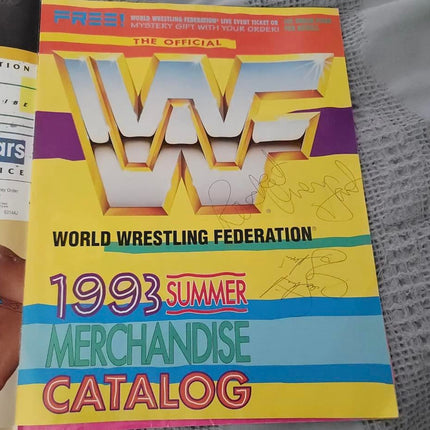 FREE! WORLD WRESTLING FEDERATION® LIVE EVENT TICKET OR
MYSTERY GIFT WITH YOUR ORDER!
THE OFFICIAL
WWF
®
WORLD WRESTLING FEDERATION®
1993 SUMMER
MERCHANDISE
CATALOG